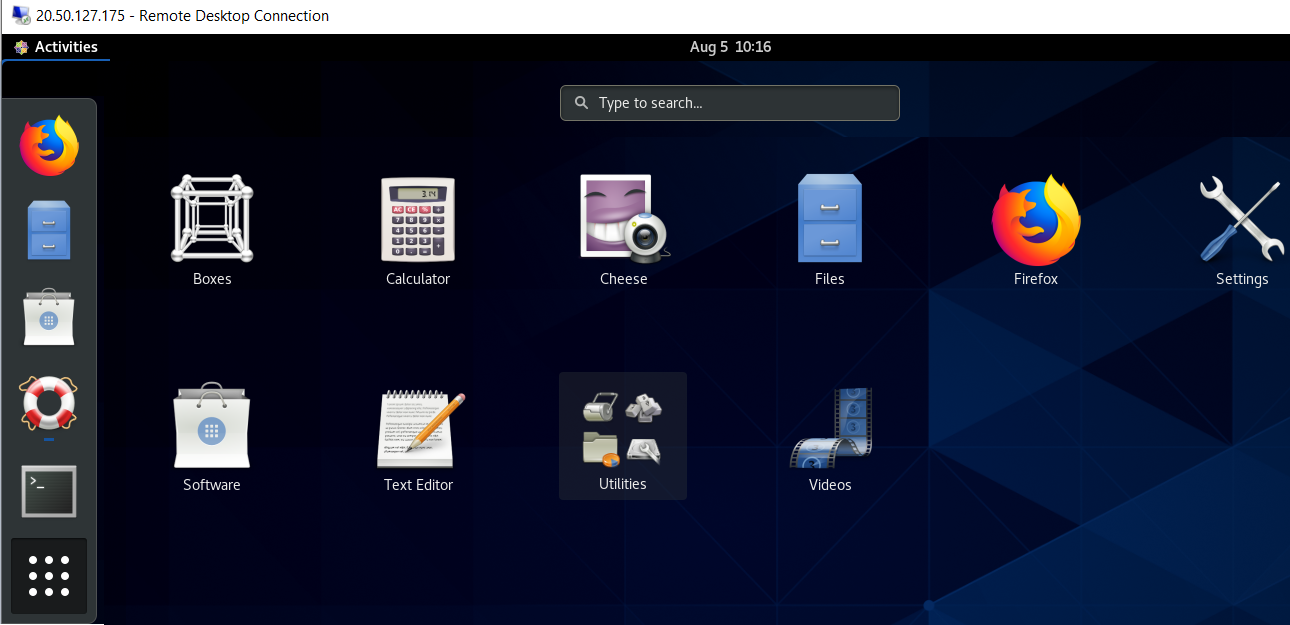 20.50.127.175 - Remote Desktop Connection
Activities
Aug 5 10:16
Type to search...
Boxes
Calculator
Cheese
Files
Firefox
Settings
Software
Text Editor
Utilities
Videos